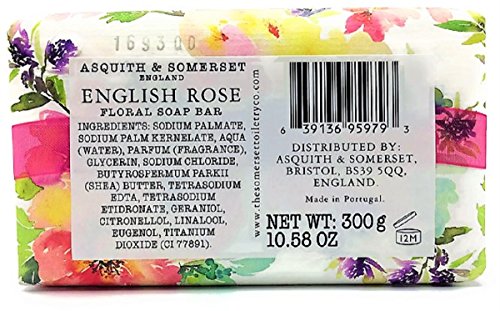 169300
ASQUITH & SOMERSET
ENGLAND
ENGLISH ROSE
FLORAL SOAP BAR
INGREDIENTS: SODIUM PALMATE,
SODIUM PALM KERNELATE, AQUA
(WATER), PARFUM (FRAGRANCE),
GLYCERIN, SODIUM CHLORIDE,
BUTYROSPERMUM PARKII
(SHEA) BUTTER, TETRASODIUM
EDTA, TETRASODIUM
ETIDRONATE, GERANIOL,
CITRONELLOL, LINALOOL,
EUGENOL, TITANIUM
DIOXIDE (CI 77891).
www.thesomersettoiletryco.com
6 39136 95979 3
DISTRIBUTED BY:
ASQUITH & SOMERSET,
BRISTOL, BS39 5QQ,
ENGLAND.
Made in Portugal.
NET WT: 300 g
10.58 OZ
12M